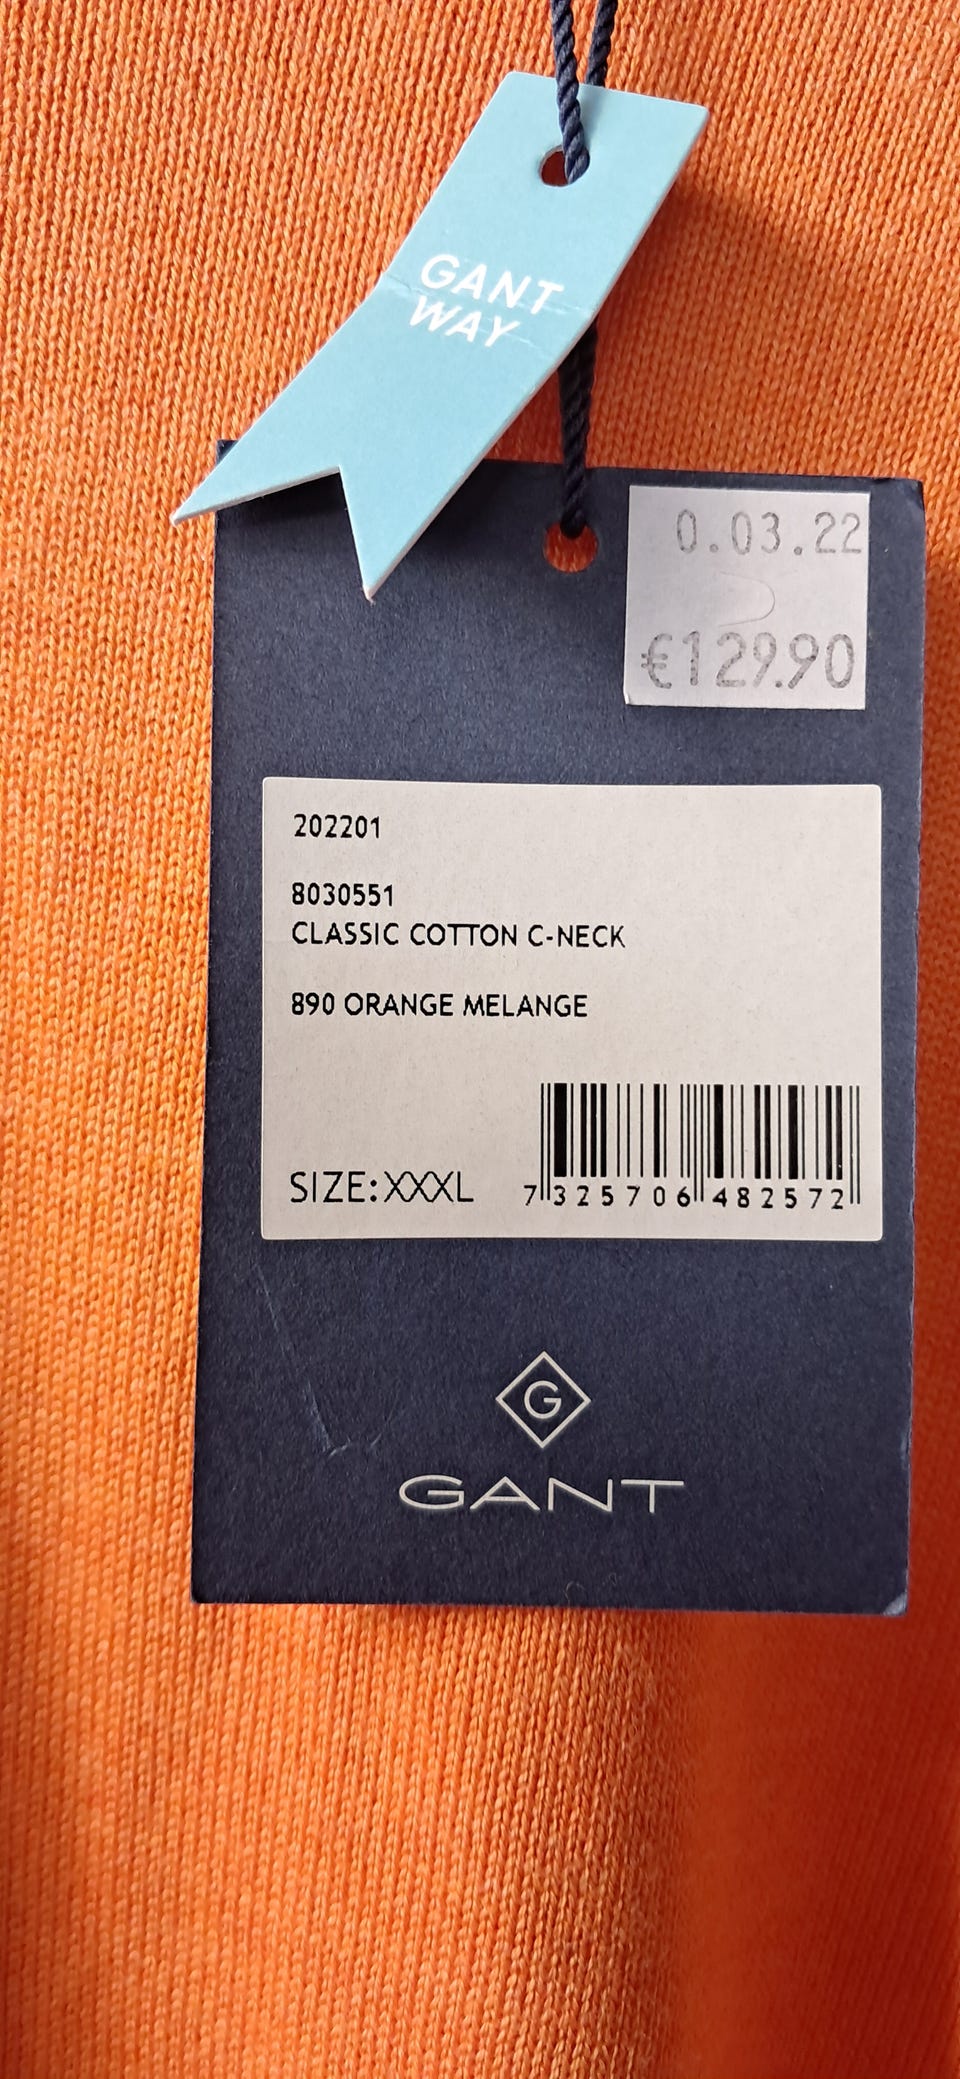 GANT
WAY
0.03.22
€129.90
202201
8030551
CLASSIC COTTON C-NECK
890 ORANGE MELANGE
SIZE: XXXL
7 325706 482572
G
GANT